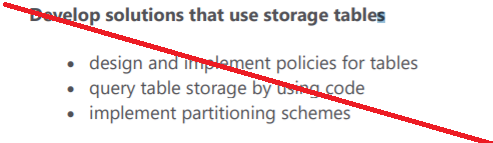 Develop solutions that use storage tables
• design and implement policies for tables
• query table storage by using code
• implement partitioning schemes